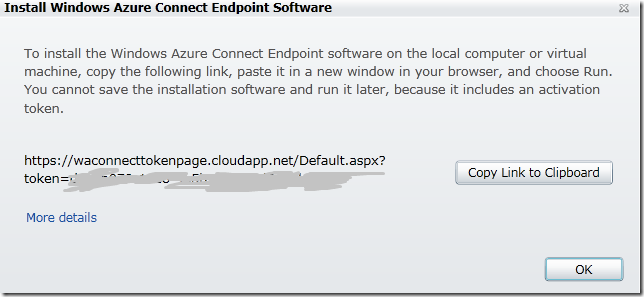 Install Windows Azure Connect Endpoint Software
To install the Windows Azure Connect Endpoint software on the local computer or virtual
machine, copy the following link, paste it in a new window in your browser, and choose Run.
You cannot save the installation software and run it later, because it includes an activation
token.
https://waconnecttokenpage.cloudapp.net/Default.aspx?
token=
Copy Link to Clipboard
More details
OK